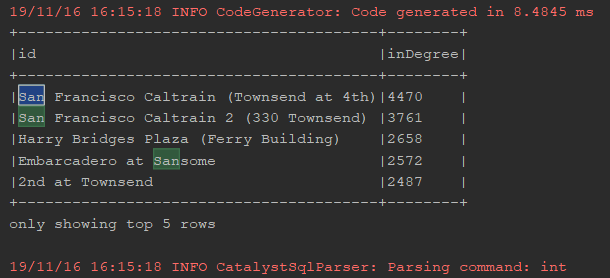 19/11/16 16:15:18 INFO CodeGenerator: Code generated in 8.4845 ms
+----------------------------------------+--------+
|id                                      |inDegree|
+----------------------------------------+--------+
|San Francisco Caltrain (Townsend at 4th)|4470    |
|San Francisco Caltrain 2 (330 Townsend) |3761    |
|Harry Bridges Plaza (Ferry Building)    |2658    |
|Embarcadero at Sansome                  |2572    |
|2nd at Townsend                         |2487    |
+----------------------------------------+--------+
only showing top 5 rows
19/11/16 16:15:18 INFO CatalystSqlParser: Parsing command: int